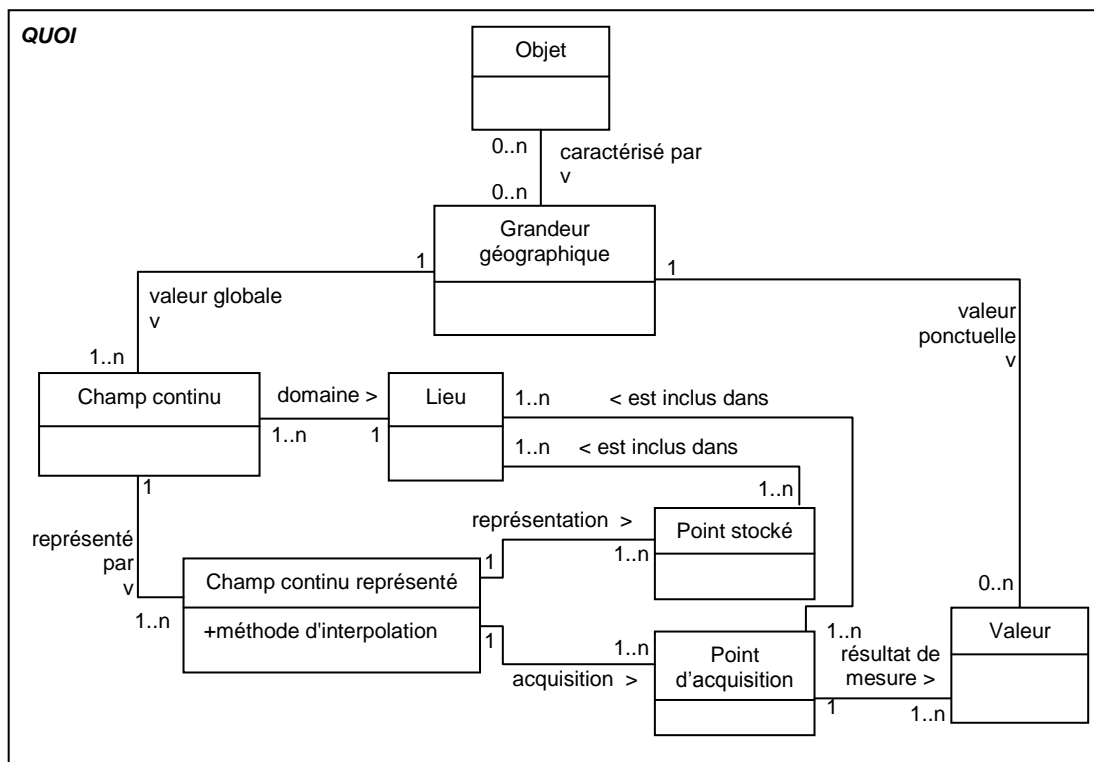 QUOI
Objet
0..n
caractérisé par
v
0..n
Grandeur
géographique
1
1
valeur globale
v
valeur
ponctuelle
v
1..n
Champ continu
domaine >
Lieu
1..n
< est inclus dans
1..n
1
1..n
< est inclus dans
1
1..n
représenté
par
v
représentation >
Point stocké
1
1..n
Champ continu représenté
1..n
+méthode d'interpolation
1
0..n
1..n
Valeur
1..n
Point
d'acquisition
résultat de
mesure >
acquisition >
1
1..n